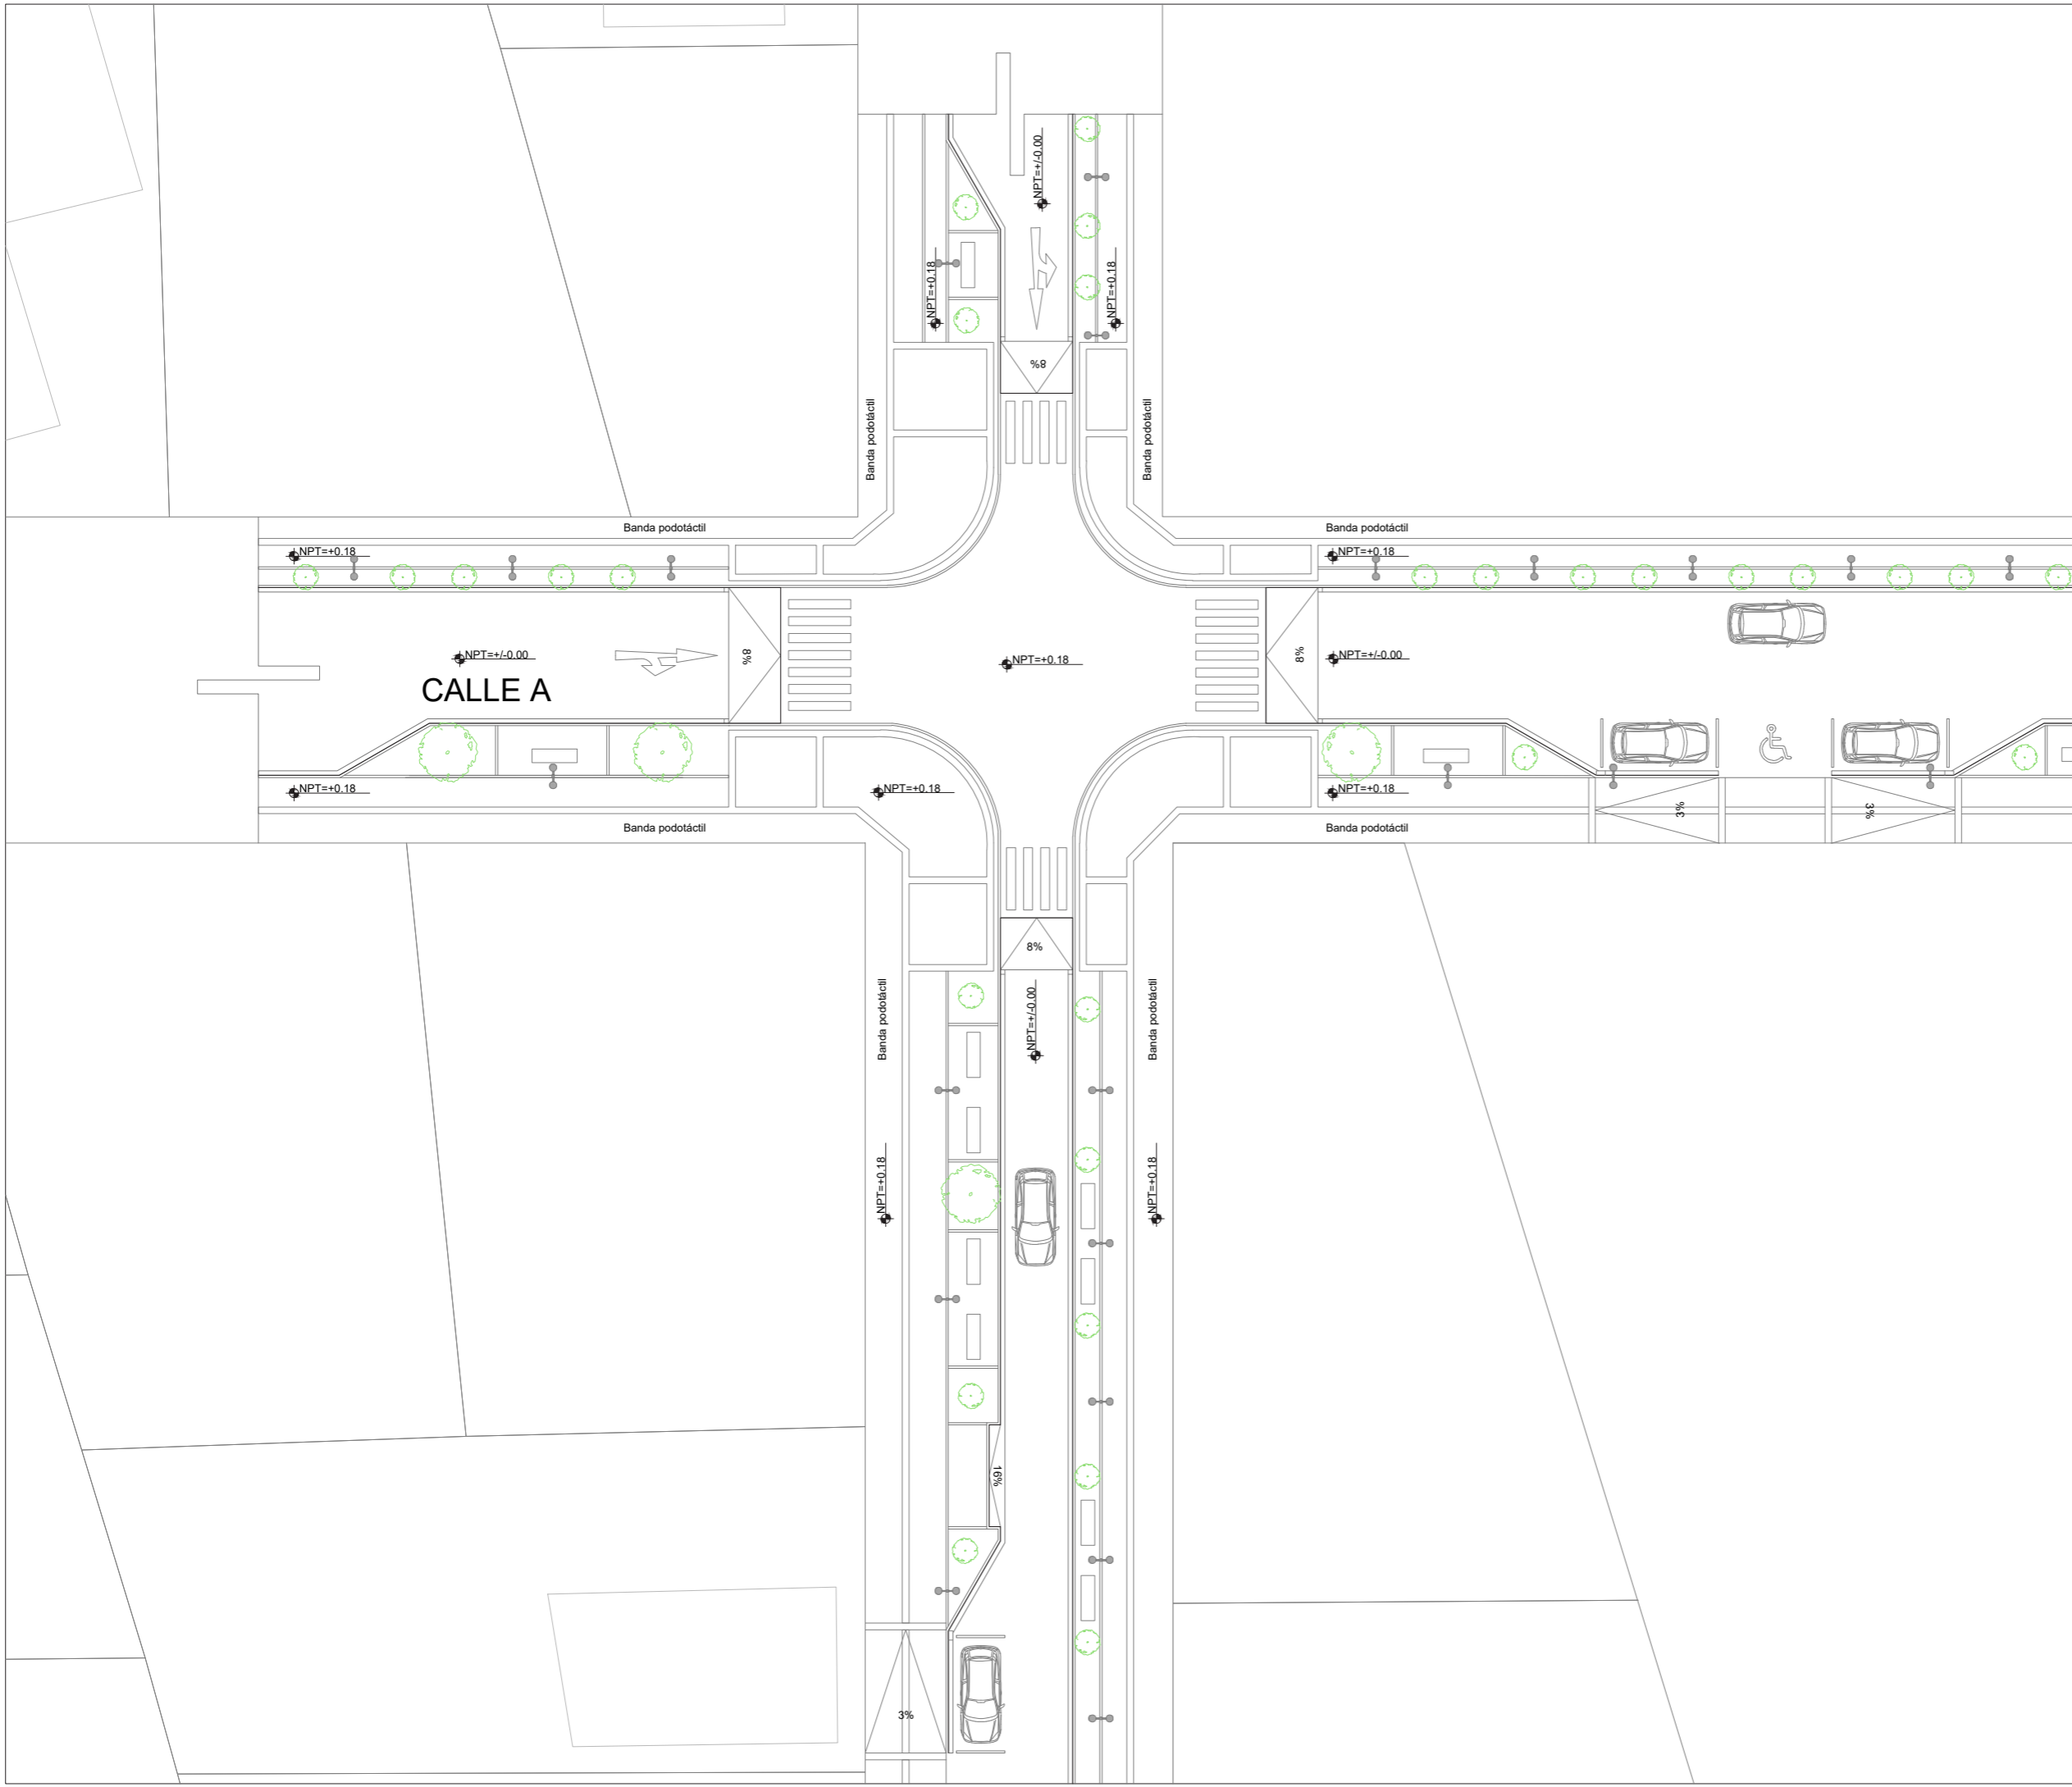 NPT=+/-0.00
NPT=+0.18
NPT=+0.18
8%
Banda podotáctil
Banda podotáctil
Banda podotáctil
Banda podotáctil
NPT=+0.18
NPT=+0.18
NPT=+/-0.00
8%
NPT=+0.18
8%
NPT=+/-0.00
CALLE A
NPT=+0.18
NPT=+0.18
NPT=+0.18
3%
3%
Banda podotáctil
Banda podotáctil
8%
Banda podotáctil
NPT=+/-0.00
Banda podotáctil
NPT=+0.18
NPT=+0.18
16%
3%